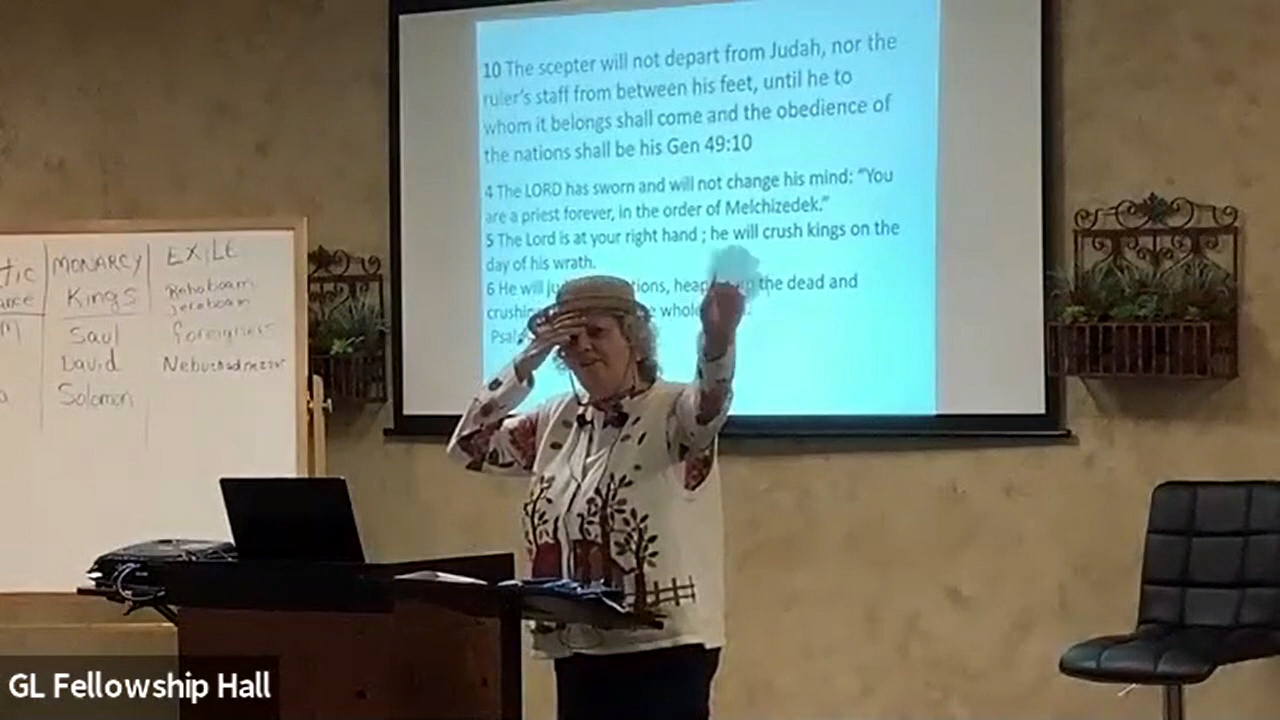 10 The scepter will not depart from Judah, nor the
ruler's staff from between his feet, until he to
whom it belongs shall come and the obedience of
the nations shall be his Gen 49:10
4 The LORD has sworn and will not change his mind: "You
are a priest forever, in the order of Melchizedek."
5 The Lord is at your right hand ; he will crush kings on the
day of his wrath.
6 He will the dead and
MONARCY
Kings
Saul
David
Solomon
EXILE
Rehoboam
Jeroboam
foreigners
GL Fellowship Hall